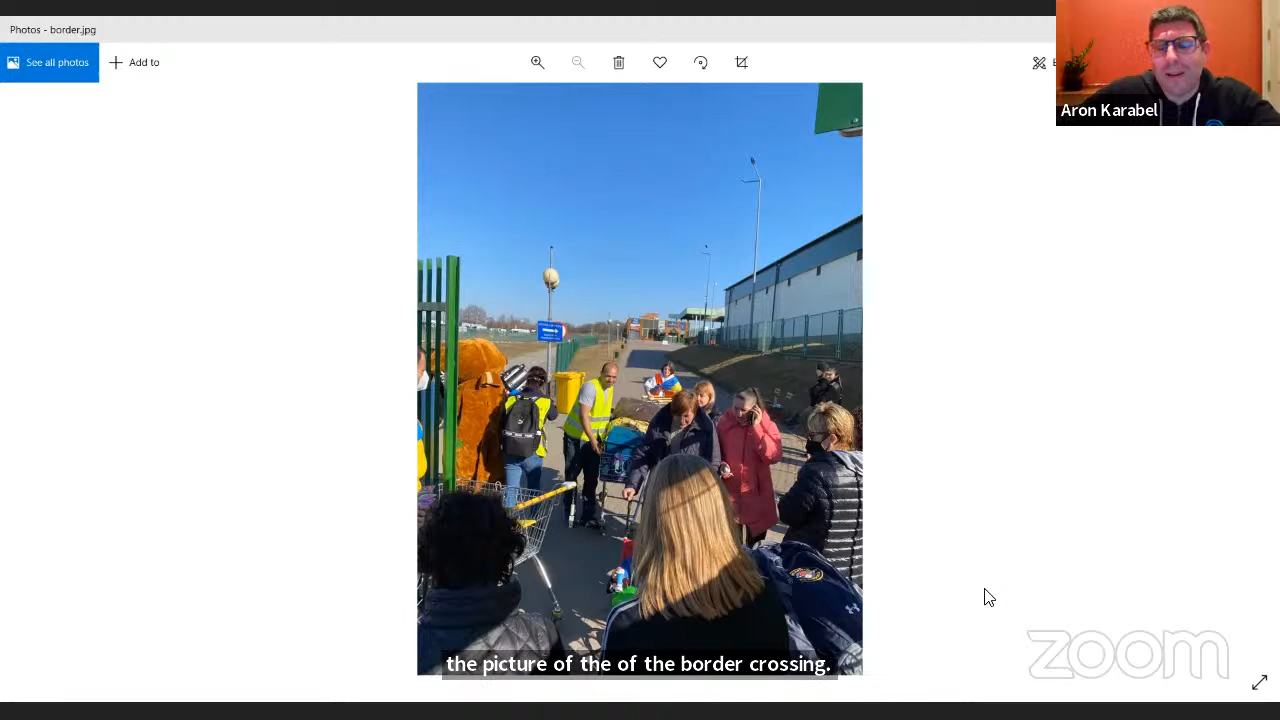 Photos - border.jpg
See all photos
Add to
Aron Karabel
the picture of the of the border crossing.
zoom